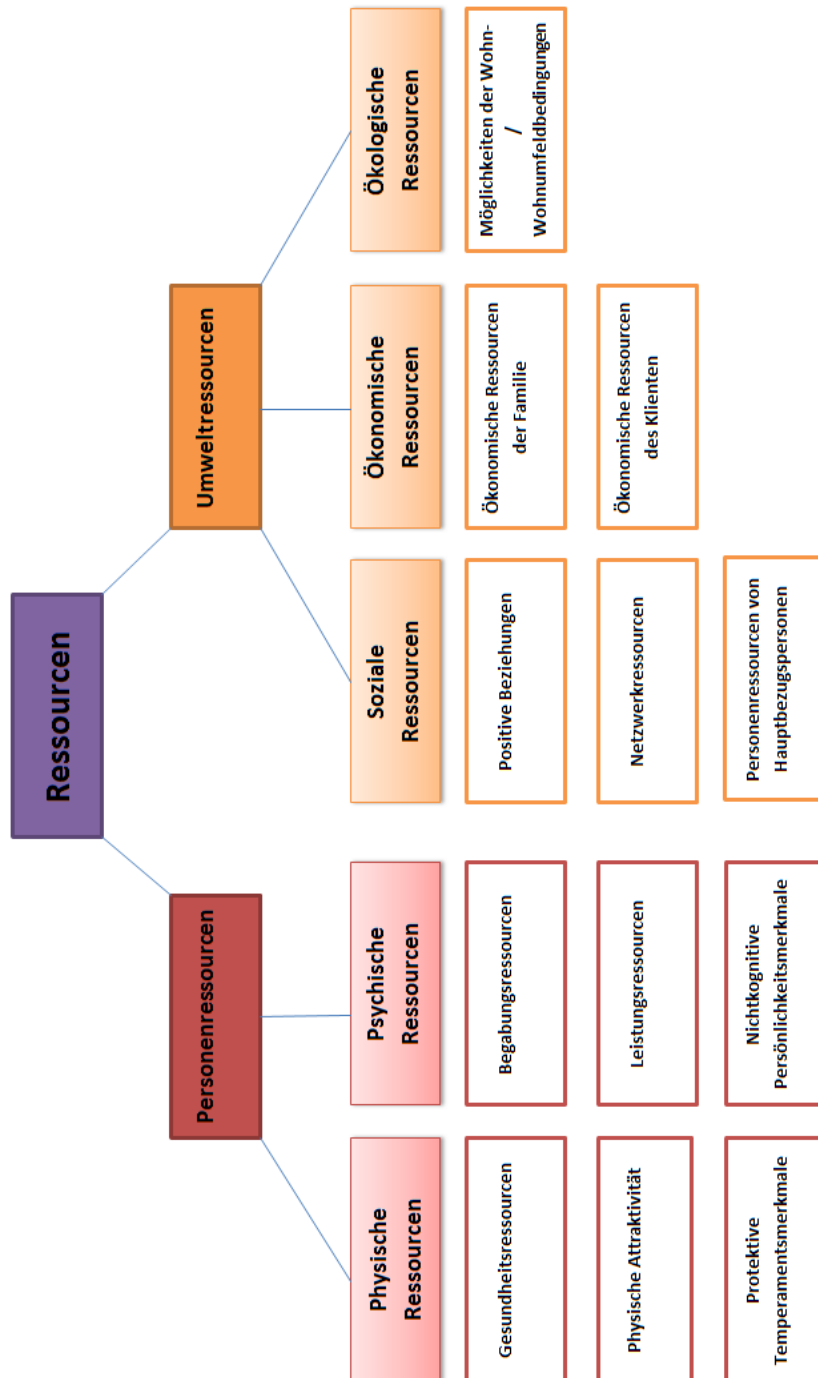 Ressourcen
Personenressourcen
Umweltressourcen
Physische
Ressourcen
Psychische
Ressourcen
Soziale
Ressourcen
Ökonomische
Ressourcen
Ökologische
Ressourcen
Gesundheitsressourcen
Begabungsressourcen
Positive Beziehungen
Ökonomische Ressourcen
der Familie
Möglichkeiten der Wohn-
/
Wohnumfeldbedingungen
Physische Attraktivität
Leistungsressourcen
Netzwerkressourcen
Ökonomische Ressourcen
des Klienten
Protektive
Temperamentsmerkmale
Nichtkognitive
Persönlichkeitsmerkmale
Personenressourcen von
Hauptbezugspersonen